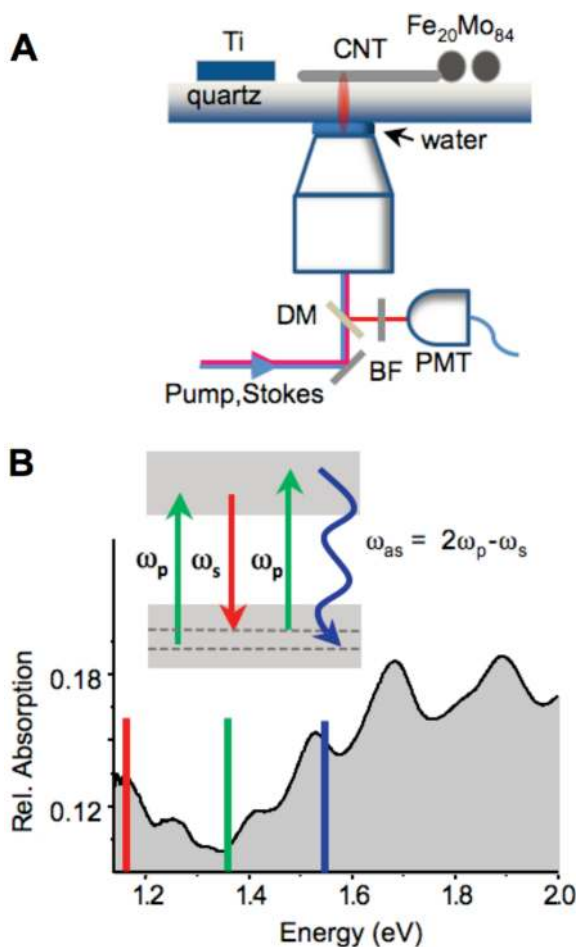 A
Ti
CNT
Fe₂₀Mo₈₄
quartz
water
DM
BF
PMT
Pump,Stokes
B
ωₚ
ωₛ
ωₚ
ωₐₛ = 2ωₚ-ωₛ
Rel. Absorption
0.18
0.12
1.2 1.4 1.6 1.8 2.0
Energy (eV)